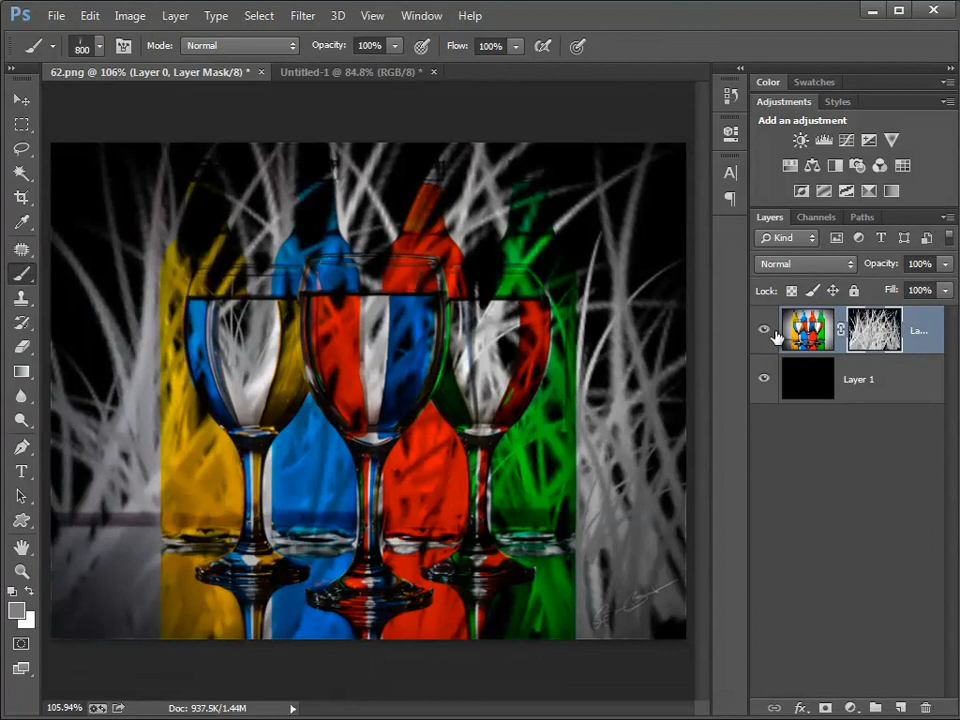 Ps File Edit Image Layer Type Select Filter 3D View Window Help
800 Mode: Normal Opacity: 100% Flow: 100%
62.png @ 106% (Layer 0, Layer Mask/8) * × Untitled-1 @ 84.8% (RGB/8) * ×
Color Swatches
Adjustments Styles
Add an adjustment
Layers Channels Paths
Kind
Normal Opacity: 100%
Lock: Fill: 100%
La...
Layer 1
105.94% Doc: 937.5K/1.44M